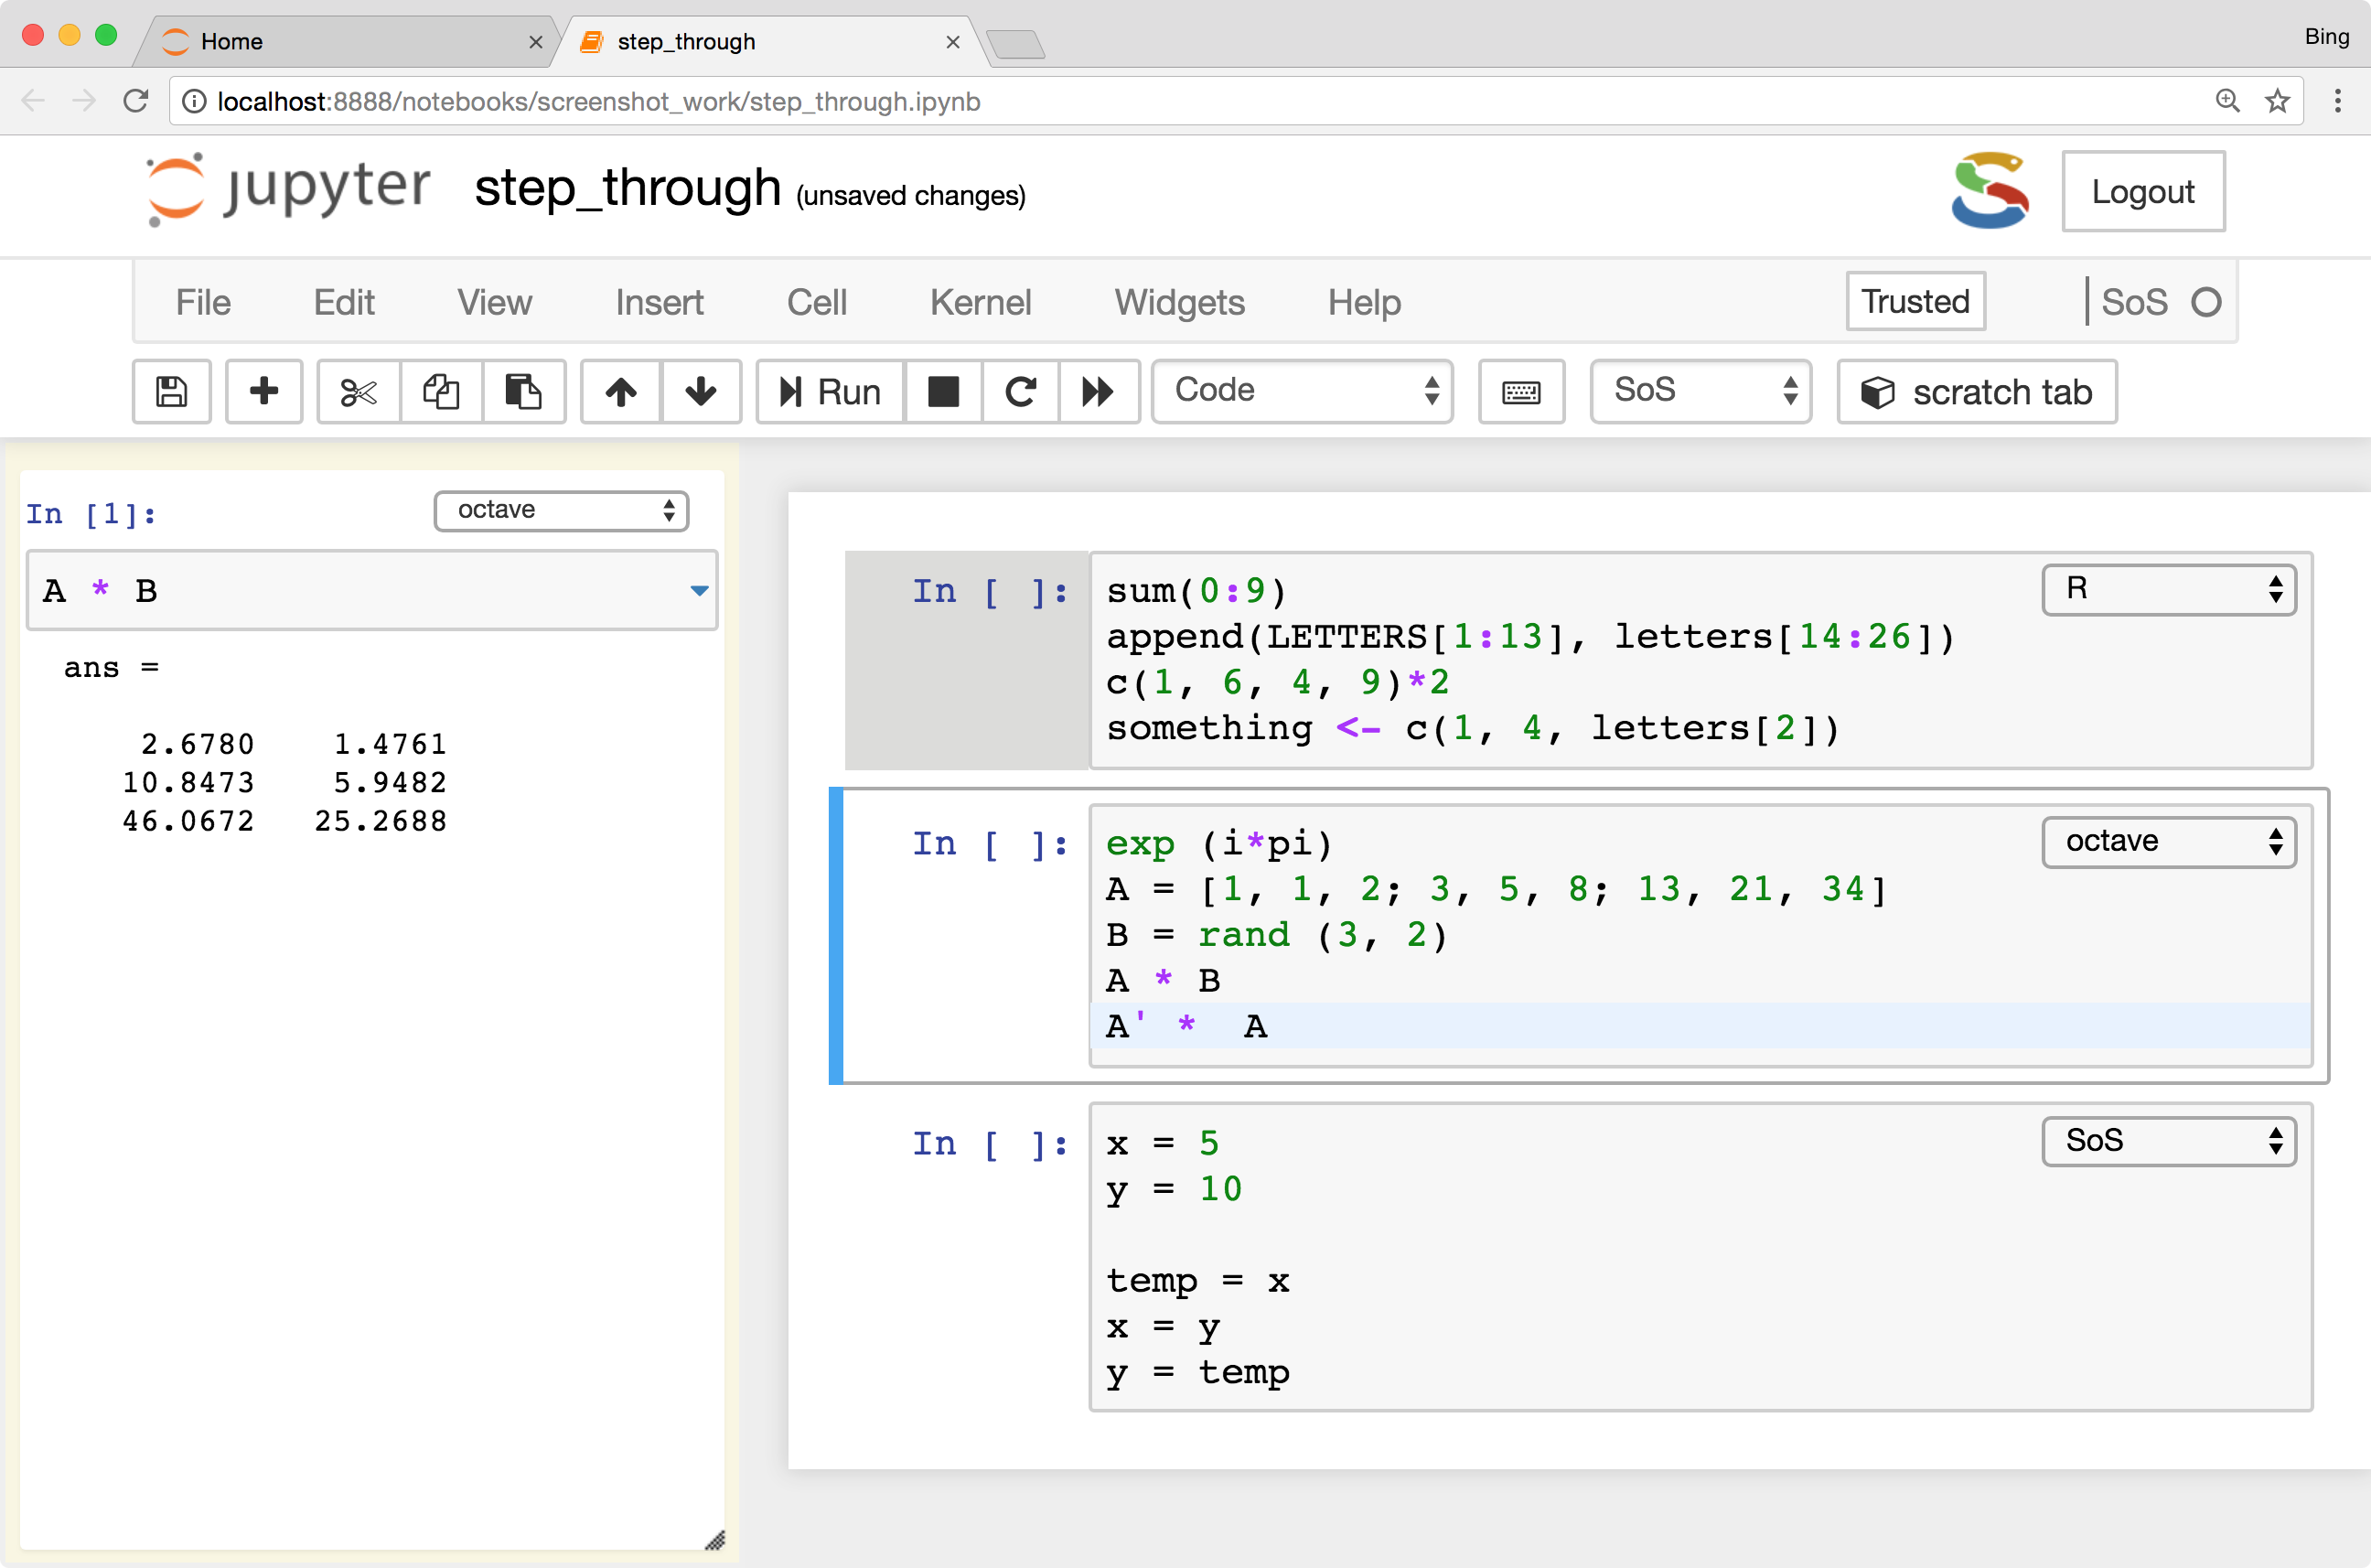 Home
step_through
Bing
localhost:8888/notebooks/screenshot_work/step_through.ipynb
jupyter step_through (unsaved changes)
Logout
File Edit View Insert Cell Kernel Widgets Help Trusted SoS
Run Code SoS scratch tab
In [1]: octave
A * B
ans =
2.6780 1.4761
10.8473 5.9482
46.0672 25.2688
In [ ]: sum(0:9) R
append(LETTERS[1:13], letters[14:26])
c(1, 6, 4, 9)*2
something <- c(1, 4, letters[2])
In [ ]: exp (i*pi) octave
A = [1, 1, 2; 3, 5, 8; 13, 21, 34]
B = rand (3, 2)
A * B
A' *  A
In [ ]: x = 5 SoS
y = 10
temp = x
x = y
y = temp